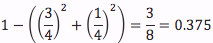 1 − ((3/4)² + (1/4)²) = 3/8 = 0.375